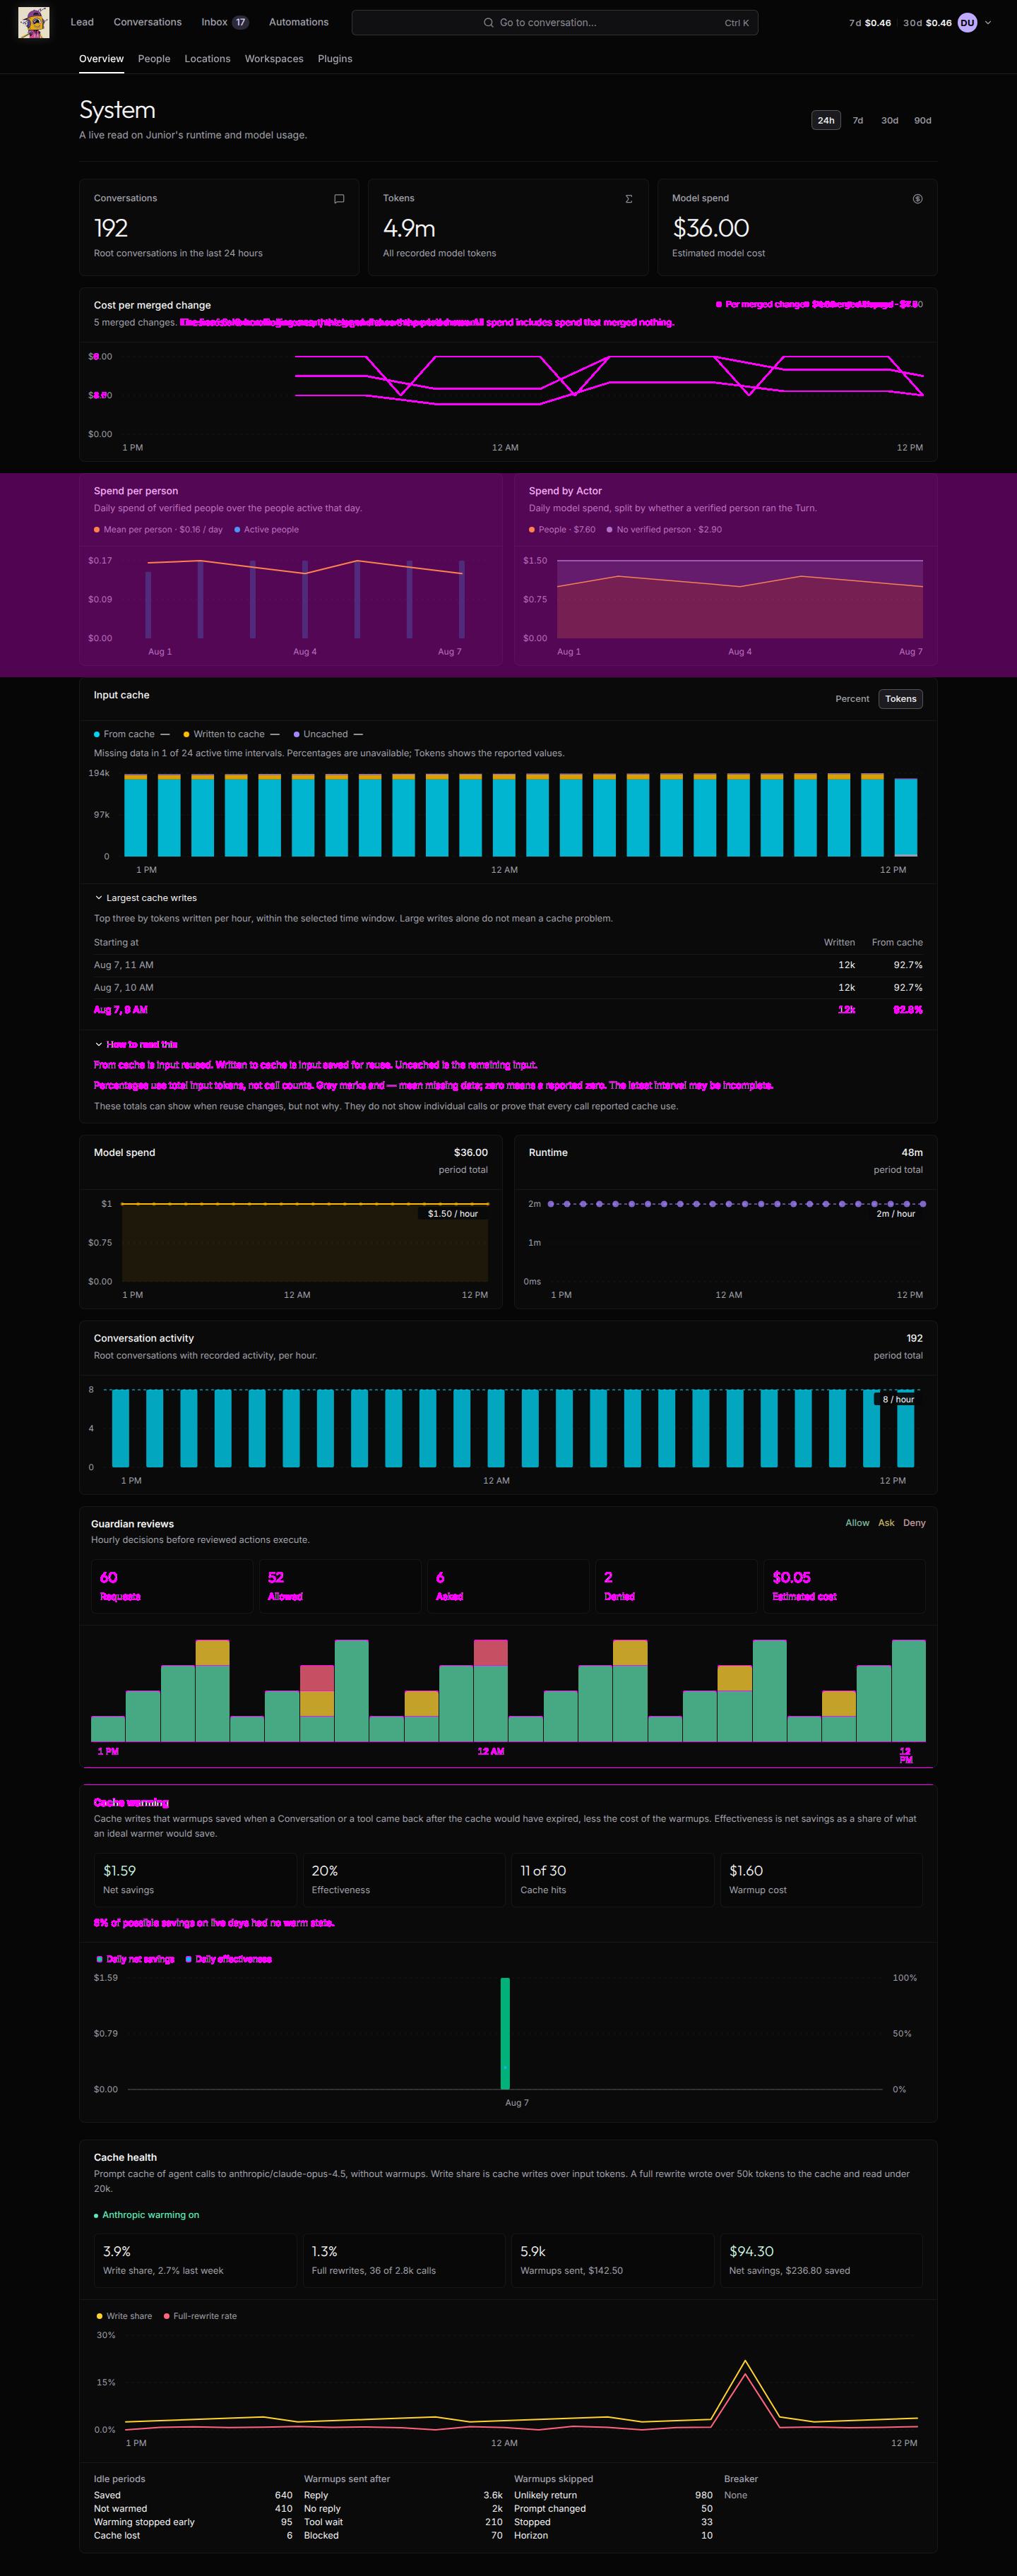 Lead Conversations Inbox 17 Automations Go to conversation... Ctrl K 7d $0.46 30d $0.46 DU
Overview People Locations Workspaces Plugins
System
A live read on Junior's runtime and model usage.
24h 7d 30d 90d
Conversations
192
Root conversations in the last 24 hours
Tokens
4.9m
All recorded model tokens
Model spend
$36.00
Estimated model cost
Cost per merged change
5 merged changes.
All spend includes spend that merged nothing.
Per merged change
$0.00
1 PM 12 AM 12 PM
Spend per person
Daily spend of verified people over the people active that day.
Mean per person · $0.16 / day Active people
$0.17
$0.09
$0.00
Aug 1 Aug 4 Aug 7
Spend by Actor
Daily model spend, split by whether a verified person ran the Turn.
People · $7.60 No verified person · $2.90
$1.50
$0.75
$0.00
Aug 1 Aug 4 Aug 7
Input cache
Percent Tokens
From cache — Written to cache — Uncached —
Missing data in 1 of 24 active time intervals. Percentages are unavailable; Tokens shows the reported values.
194k
97k
0
1 PM 12 AM 12 PM
Largest cache writes
Top three by tokens written per hour, within the selected time window. Large writes alone do not mean a cache problem.
Starting at Written From cache
Aug 7, 11 AM 12k 92.7%
Aug 7, 10 AM 12k 92.7%
Aug 7, 9 AM 12k
How to read this
From cache is input reused. Written to cache is input saved for reuse. Uncached is the remaining input.
Percentages use total input tokens, not call counts. Gray marks and — mean missing data; zero means a reported zero. The latest interval may be incomplete.
These totals can show when reuse changes, but not why. They do not show individual calls or prove that every call reported cache use.
Model spend
$36.00
period total
$1
$0.75
$0.00
$1.50 / hour
1 PM 12 AM 12 PM
Runtime
48m
period total
2m
1m
0ms
2m / hour
1 PM 12 AM 12 PM
Conversation activity
192
Root conversations with recorded activity, per hour.
period total
8
4
0
8 / hour
1 PM 12 AM 12 PM
Guardian reviews
Allow Ask Deny
Hourly decisions before reviewed actions execute.
60
Requests
52
Allowed
6
Asked
2
Denied
$0.05
Estimated cost
1 PM 12 AM 12 PM
Cache warming
Cache writes that warmups saved when a Conversation or a tool came back after the cache would have expired, less the cost of the warmups. Effectiveness is net savings as a share of what
an ideal warmer would save.
$1.59
Net savings
20%
Effectiveness
11 of 30
Cache hits
$1.60
Warmup cost
of possible savings on live days had no warm state.
Daily net savings Daily effectiveness
$1.59 100%
$0.79 50%
$0.00 0%
Aug 7
Cache health
Prompt cache of agent calls to anthropic/claude-opus-4.5, without warmups. Write share is cache writes over input tokens. A full rewrite wrote over 50k tokens to the cache and read under
20k.
Anthropic warming on
3.9%
Write share, 2.7% last week
1.3%
Full rewrites, 36 of 2.8k calls
5.9k
Warmups sent, $142.50
$94.30
Net savings, $236.80 saved
Write share Full-rewrite rate
30%
15%
0.0%
1 PM 12 AM 12 PM
Idle periods Warmups sent after Warmups skipped Breaker
Saved 640 Reply 3.6k Unlikely return 980 None
Not warmed 410 No reply 2k Prompt changed 50
Warming stopped early 95 Tool wait 210 Stopped 33
Cache lost 6 Blocked 70 Horizon 10